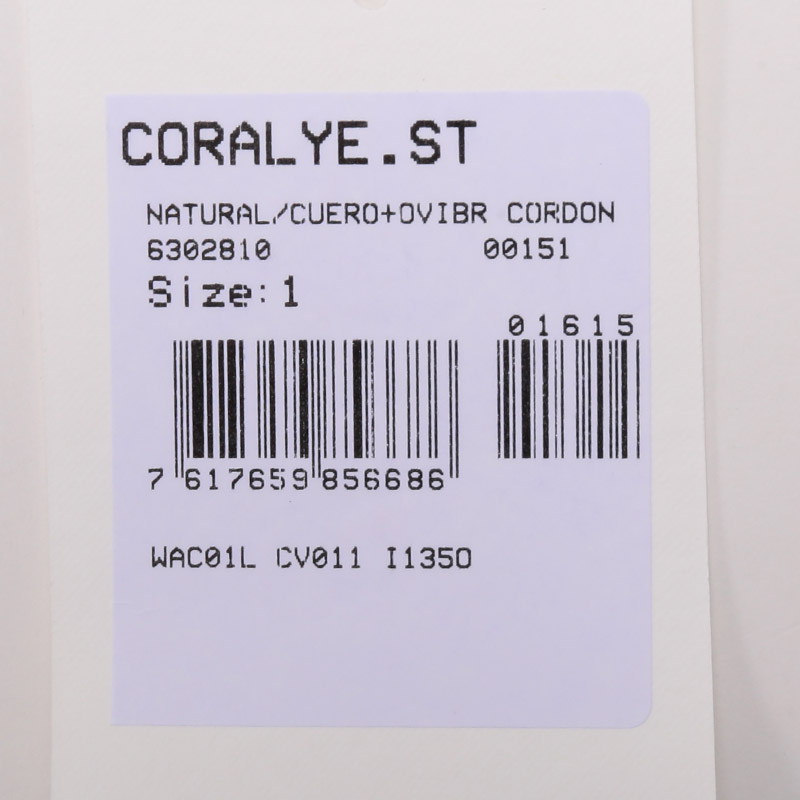 CORALYE.ST
NATURAL/CUERO+OVIBR CORDON
6302810 00151
Size:1
01615
7 617659 856686
WAC01L CV011 I1350